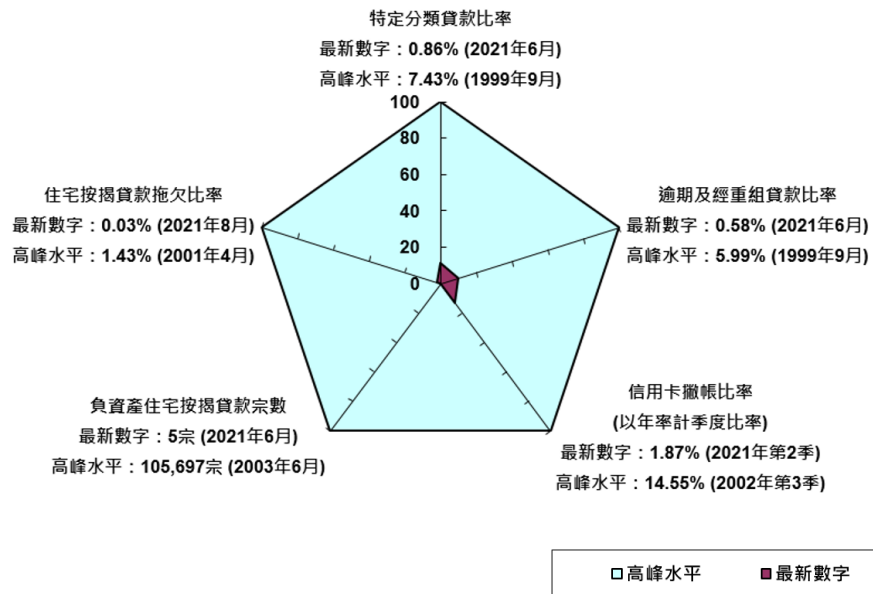 特定分類貸款比率
最新數字：0.86% (2021年6月)
高峰水平：7.43% (1999年9月)
100
80
60
40
20
0
住宅按揭貸款拖欠比率
最新數字：0.03% (2021年8月)
高峰水平：1.43% (2001年4月)
逾期及經重組貸款比率
最新數字：0.58% (2021年6月)
高峰水平：5.99% (1999年9月)
負資產住宅按揭貸款宗數
最新數字：5宗 (2021年6月)
高峰水平：105,697宗 (2003年6月)
信用卡撇帳比率
(以年率計季度比率)
最新數字：1.87% (2021年第2季)
高峰水平：14.55% (2002年第3季)
高峰水平
最新數字